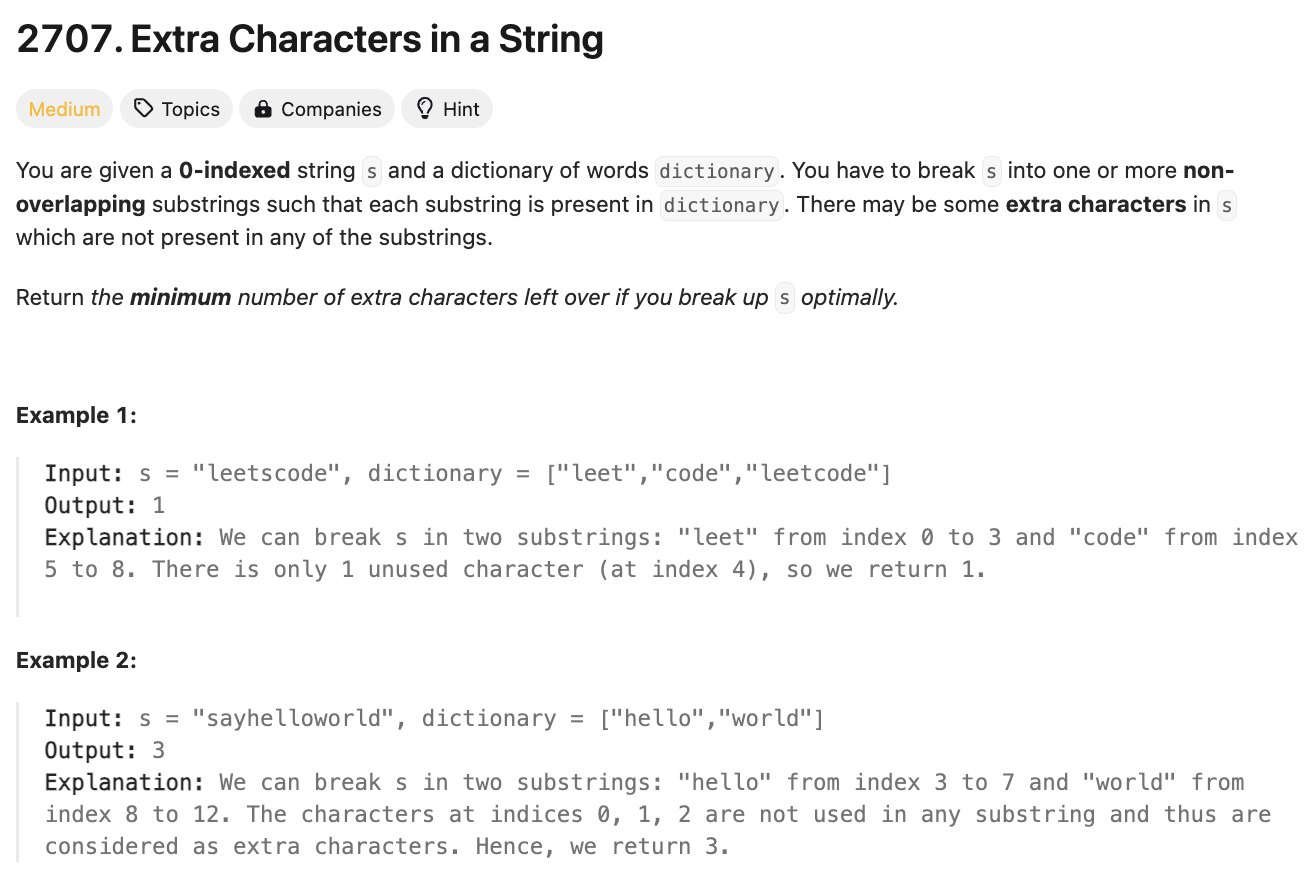 2707. Extra Characters in a String
Medium Topics Companies Hint
You are given a 0-indexed string s and a dictionary of words dictionary. You have to break s into one or more non-
overlapping substrings such that each substring is present in dictionary. There may be some extra characters in s
which are not present in any of the substrings.
Return the minimum number of extra characters left over if you break up s optimally.
Example 1:
Input: s = "leetscode", dictionary = ["leet","code","leetcode"]
Output: 1
Explanation: We can break s in two substrings: "leet" from index 0 to 3 and "code" from index
5 to 8. There is only 1 unused character (at index 4), so we return 1.
Example 2:
Input: s = "sayhelloworld", dictionary = ["hello","world"]
Output: 3
Explanation: We can break s in two substrings: "hello" from index 3 to 7 and "world" from
index 8 to 12. The characters at indices 0, 1, 2 are not used in any substring and thus are
considered as extra characters. Hence, we return 3.